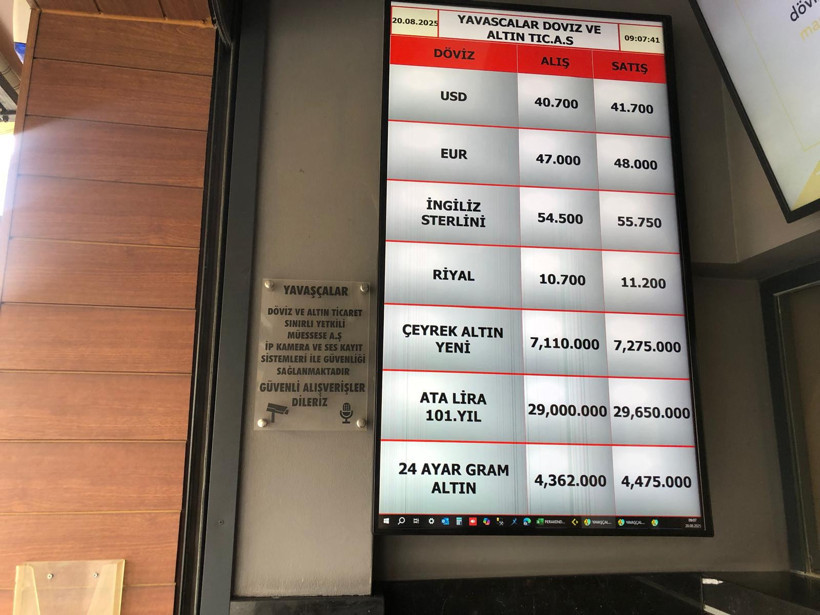 20.08.2025
YAVASCALAR DOVIZ VE
ALTIN TIC.A.S
09:07:41
DÖVİZ ALIŞ SATIŞ
USD 40.700 41.700
EUR 47.000 48.000
İNGİLİZ
STERLİNİ 54.500 55.750
RİYAL 10.700 11.200
ÇEYREK ALTIN
YENİ 7,110.000 7,275.000
ATA LİRA
101.YIL 29,000.000 29,650.000
24 AYAR GRAM
ALTIN 4,362.000 4,475.000
YAVAŞÇALAR
DÖVİZ VE ALTIN TİCARET
SINIRLI YETKİLİ
MÜESSESE A.Ş
İP KAMERA VE SES KAYIT
SİSTEMLERİ İLE GÜVENLİĞİ
SAĞLANMAKTADIR
GÜVENLİ ALIŞVERİŞLER
DİLERİZ